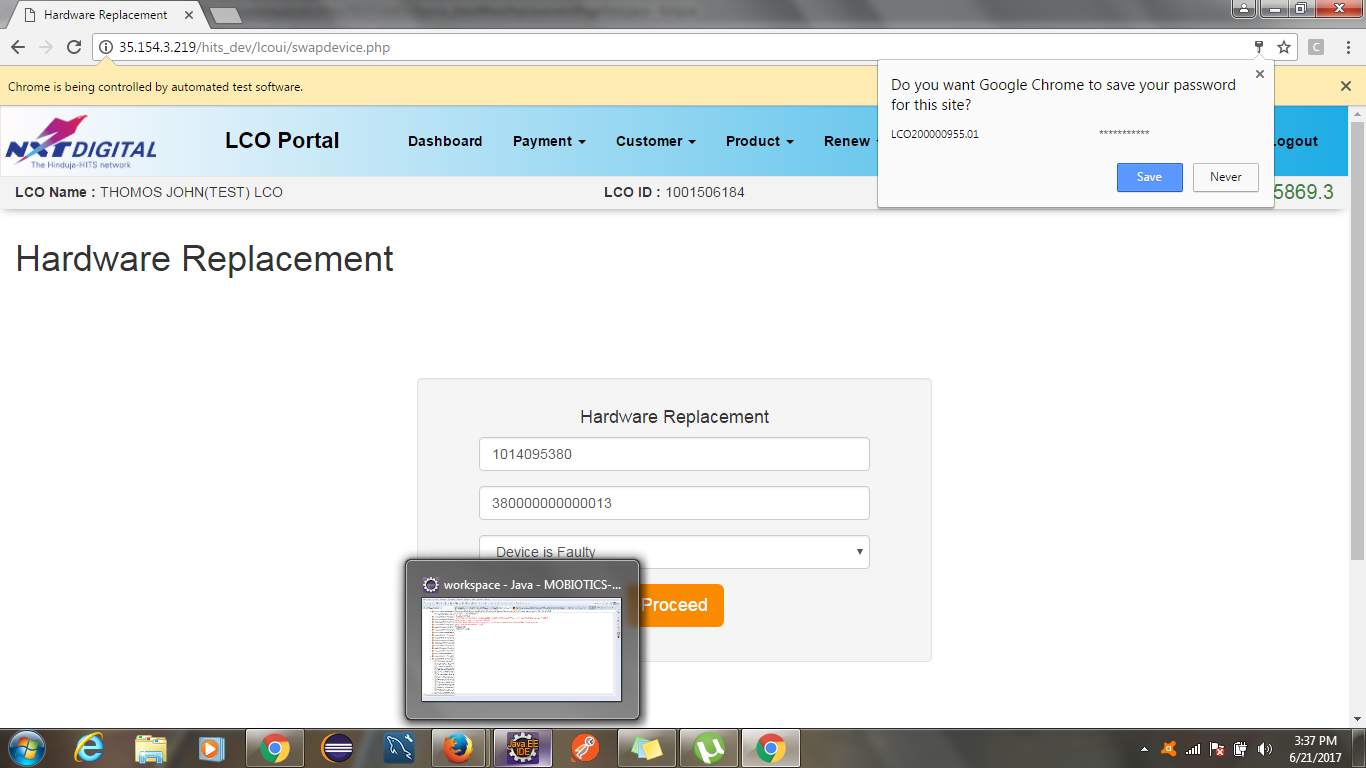 Hardware Replacement
35.154.3.219/hits_dev/lcoui/swapdevice.php
C
Chrome is being controlled by automated test software.
Do you want Google Chrome to save your password
for this site?
LCO200000955.01 ***********
Save Never
NXTDIGITAL
The Hinduja-HITS network
LCO Portal
Dashboard Payment Customer Product Renew
ogout
LCO Name : THOMOS JOHN(TEST) LCO LCO ID : 1001506184 5869.3
Hardware Replacement
Hardware Replacement
1014095380
380000000000013
Device is Faulty
Proceed
workspace - Java - MOBIOTICS-...
Java EE
IDE
3:37 PM
6/21/2017